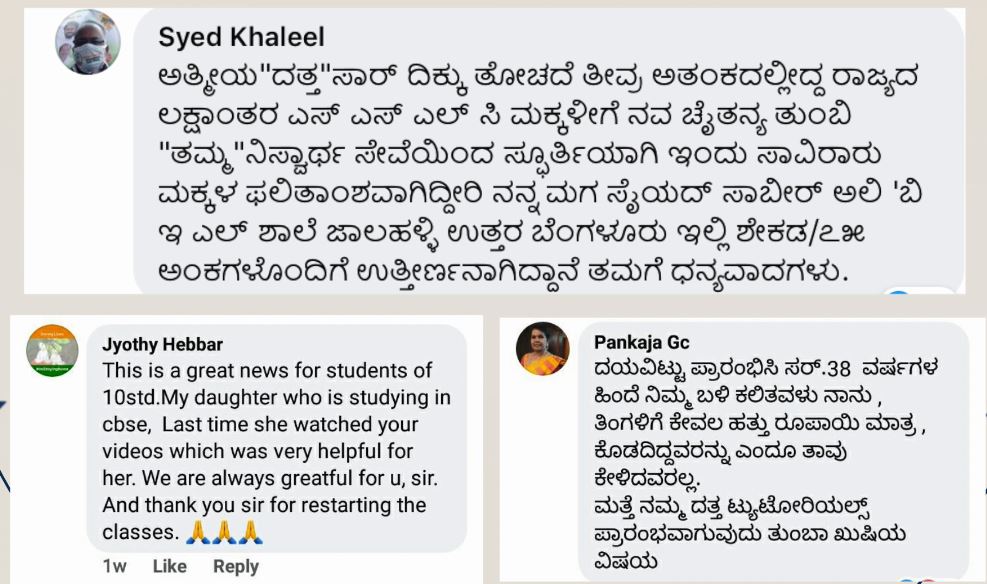 Syed Khaleel
ಅತ್ಮೀಯ"ದತ್ತ"ಸಾರ್ ದಿಕ್ಕು ತೋಚದೆ ತೀವ್ರ ಅತಂಕದಲ್ಲೀದ್ದ ರಾಜ್ಯದ
ಲಕ್ಷಾಂತರ ಎಸ್ ಎಸ್ ಎಲ್ ಸಿ ಮಕ್ಕಳೀಗೆ ನವ ಚೈತನ್ಯ ತುಂಬಿ
"ತಮ್ಮ"ನಿಸ್ವಾರ್ಥ ಸೇವೆಯಿಂದ ಸ್ಫೂರ್ತಿಯಾಗಿ ಇಂದು ಸಾವಿರಾರು
ಮಕ್ಕಳ ಫಲಿತಾಂಶವಾಗಿದ್ದೀರಿ ನನ್ನ ಮಗ ಸೈಯದ್ ಸಾಬೀರ್ ಅಲಿ 'ಬಿ
ಇ ಎಲ್ ಶಾಲೆ ಜಾಲಹಳ್ಳಿ ಉತ್ತರ ಬೆಂಗಳೂರು ಇಲ್ಲಿ ಶೇಕಡ/೭೫
ಅಂಕಗಳೊಂದಿಗೆ ಉತ್ತೀರ್ಣನಾಗಿದ್ದಾನೆ ತಮಗೆ ಧನ್ಯವಾದಗಳು.
Jyothy Hebbar
This is a great news for students of
10std.My daughter who is studying in
cbse, Last time she watched your
videos which was very helpful for
her. We are always greatful for u, sir.
And thank you sir for restarting the
classes. 🙏🙏🙏
1w Like Reply
Pankaja Gc
ದಯವಿಟ್ಟು ಪ್ರಾರಂಭಿಸಿ ಸರ್.38 ವರ್ಷಗಳ
ಹಿಂದೆ ನಿಮ್ಮ ಬಳಿ ಕಲಿತವಳು ನಾನು ,
ತಿಂಗಳಿಗೆ ಕೇವಲ ಹತ್ತು ರೂಪಾಯಿ ಮಾತ್ರ ,
ಕೊಡದಿದ್ದವರನ್ನು ಎಂದೂ ತಾವು
ಕೇಳಿದವರಲ್ಲ.
ಮತ್ತೆ ನಮ್ಮ ದತ್ತ ಟ್ಯುಟೋರಿಯಲ್ಸ್
ಪ್ರಾರಂಭವಾಗುವುದು ತುಂಬಾ ಖುಷಿಯ
ವಿಷಯ